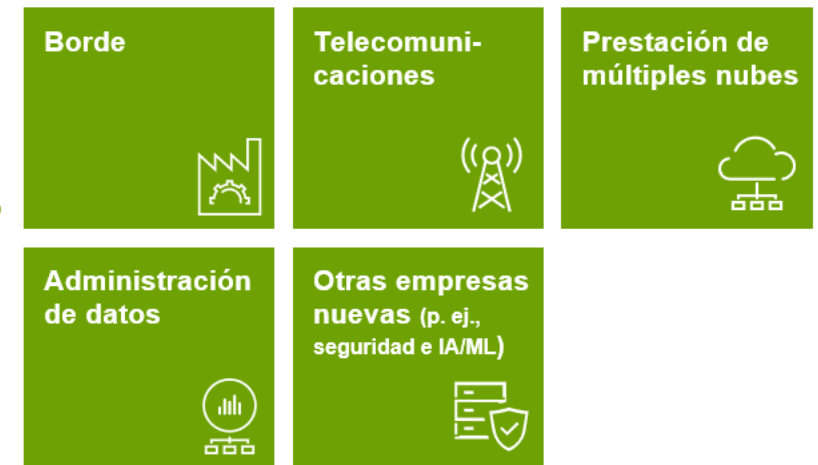 Borde
Telecomuni-
caciones
Prestación de
múltiples nubes
Administración
de datos
Otras empresas
nuevas (p. ej.,
seguridad e IA/ML)